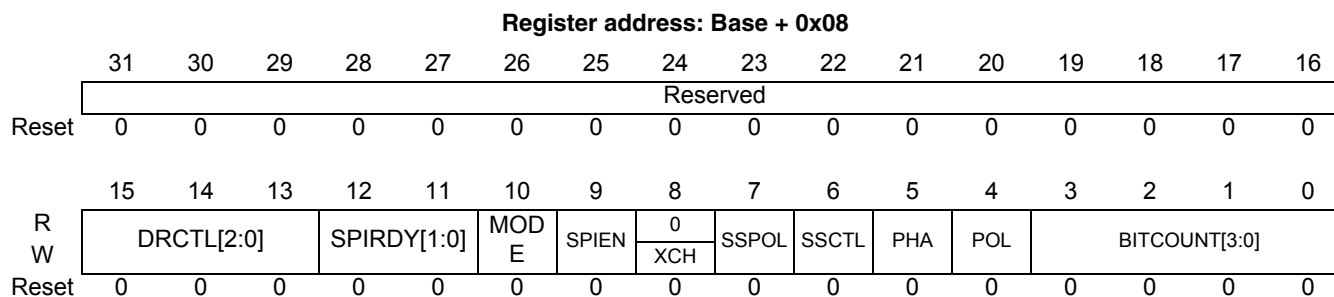 Register address: Base + 0x08
31 30 29 28 27 26 25 24 23 22 21 20 19 18 17 16
Reserved
Reset 0 0 0 0 0 0 0 0 0 0 0 0 0 0 0 0
15 14 13 12 11 10 9 8 7 6 5 4 3 2 1 0
R W DRCTL[2:0] SPIRDY[1:0] MOD E SPIEN 0 XCH SSPOL SSCTL PHA POL BITCOUNT[3:0]
Reset 0 0 0 0 0 0 0 0 0 0 0 0 0 0 0 0